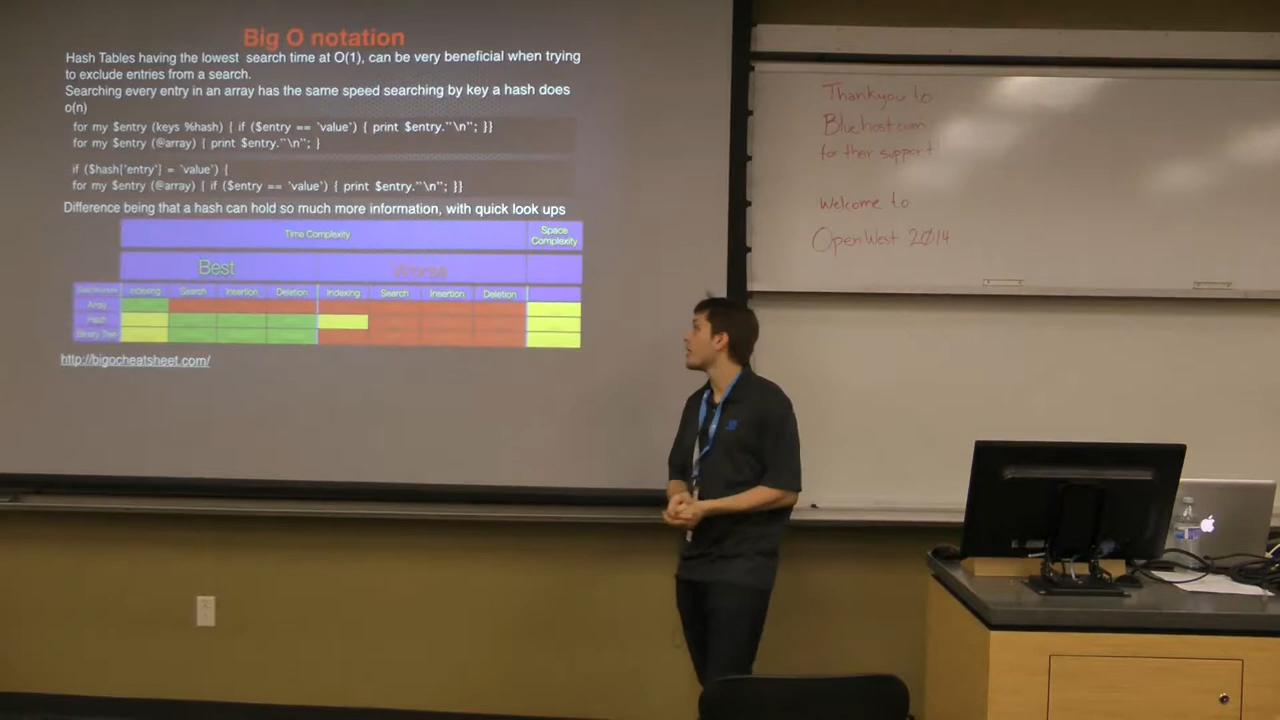 Big O notation
Hash Tables having the lowest search time at O(1), can be very beneficial when trying
to exclude entries from a search.
Searching every entry in an array has the same speed searching by key a hash does
o(n)
for my $entry (keys %hash) { if ($entry == 'value') { print $entry."\n"; }}
for my $entry (@array) { print $entry."\n"; }
if ($hash{'entry'} = 'value') {
for my $entry (@array) { if ($entry == 'value') { print $entry."\n"; }}
Difference being that a hash can hold so much more information, with quick look ups
Time Complexity
Space
Complexity
Best
Worse
Indexing Search Insertion Deletion Indexing Search Insertion Deletion
Array
Hash
Binary Tree
http://bigocheatsheet.com/
Thankyou to
Bluehost.com
for their support!
Welcome to
OpenWest 2014